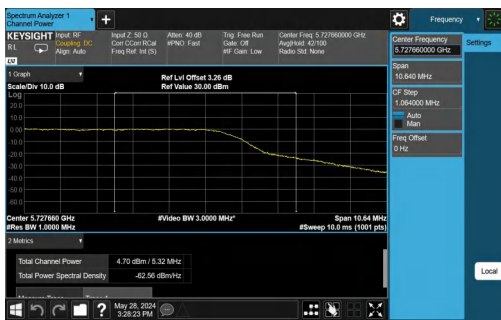 Spectrum Analyzer 1
Channel Power
+
Frequency
KEYSIGHT
Input: RF
Coupling: DC
Align: Auto
Input Z: 50 Ω
Corr CCorr RCal
Freq Ref: Int (S)
Atten: 40 dB
#PNO: Fast
Trig: Free Run
Gate: Off
#IF Gain: Low
Center Freq: 5.727660000 GHz
Avg|Hold: 42/100
Radio Std: None
RL
LXI
Center Frequency
5.727660000 GHz
Settings
Span
10.640 MHz
CF Step
1.064000 MHz
Auto
Man
Freq Offset
0 Hz
Local
1 Graph
Scale/Div 10.0 dB
Ref Lvl Offset 3.26 dB
Ref Value 30.00 dBm
Log
20.0
10.0
0.00
-10.0
-20.0
-30.0
-40.0
-50.0
-60.0
Center 5.727660 GHz
#Res BW 1.0000 MHz
#Video BW 3.0000 MHz*
Span 10.64 MHz
#Sweep 10.0 ms (1001 pts)
2 Metrics
Total Channel Power
4.70 dBm / 5.32 MHz
Total Power Spectral Density
-62.56 dBm/Hz
?
May 28, 2024
3:28:23 PM